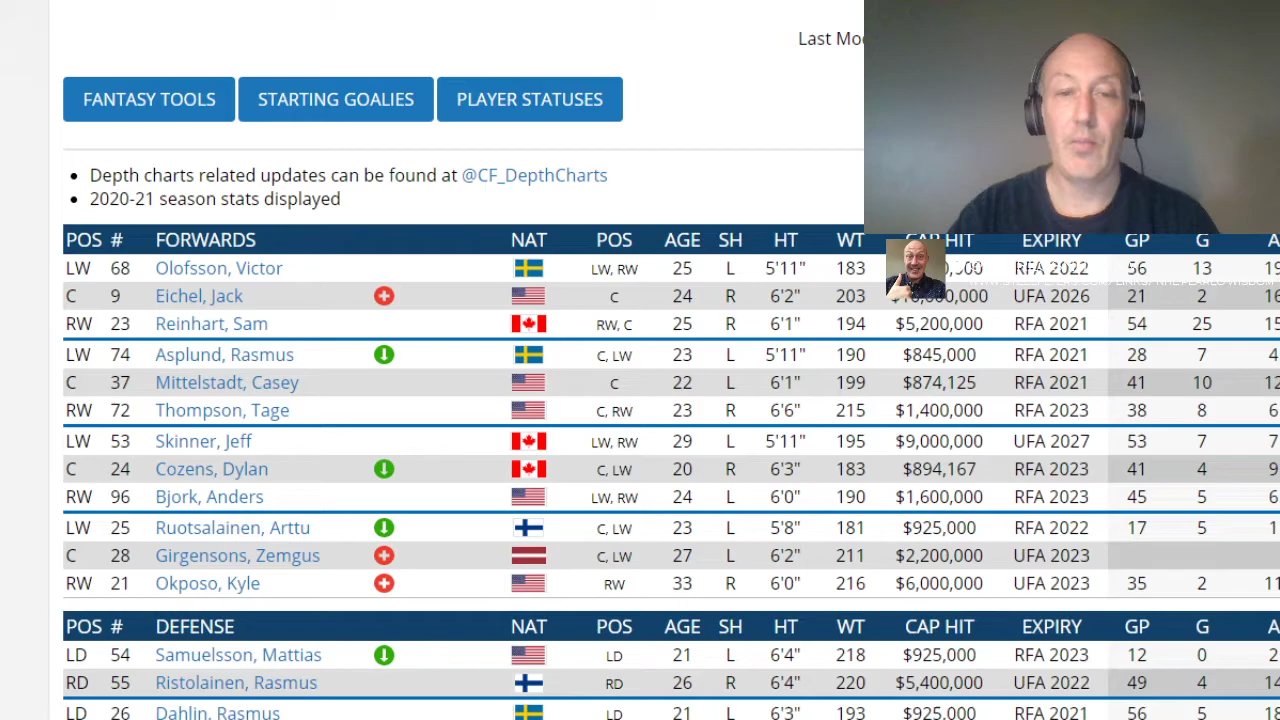 Last Mo
FANTASY TOOLS STARTING GOALIES PLAYER STATUSES
Depth charts related updates can be found at @CF_DepthCharts
2020-21 season stats displayed
POS # FORWARDS NAT POS AGE SH HT WT CAP HIT EXPIRY GP G A
LW 68 Olofsson, Victor LW, RW 25 L 5'11" 183 RFA 2022 56 13 19
C 9 Eichel, Jack C 24 R 6'2" 203 $10,000,000 UFA 2026 21 2 16
RW 23 Reinhart, Sam RW, C 25 R 6'1" 194 $5,200,000 RFA 2021 54 25 15
LW 74 Asplund, Rasmus C, LW 23 L 5'11" 190 $845,000 RFA 2021 28 7 4
C 37 Mittelstadt, Casey C 22 L 6'1" 199 $874,125 RFA 2021 41 10 12
RW 72 Thompson, Tage C, RW 23 R 6'6" 215 $1,400,000 RFA 2023 38 8 6
LW 53 Skinner, Jeff LW, RW 29 L 5'11" 195 $9,000,000 UFA 2027 53 7 7
C 24 Cozens, Dylan C, LW 20 R 6'3" 183 $894,167 RFA 2023 41 4 9
RW 96 Bjork, Anders LW, RW 24 L 6'0" 190 $1,600,000 RFA 2023 45 5 6
LW 25 Ruotsalainen, Arttu C, LW 23 L 5'8" 181 $925,000 RFA 2022 17 5 1
C 28 Girgensons, Zemgus C, LW 27 L 6'2" 211 $2,200,000 UFA 2023
RW 21 Okposo, Kyle RW 33 R 6'0" 216 $6,000,000 UFA 2023 35 2 11
POS # DEFENSE NAT POS AGE SH HT WT CAP HIT EXPIRY GP G A
LD 54 Samuelsson, Mattias LD 21 L 6'4" 218 $925,000 RFA 2023 12 0 2
RD 55 Ristolainen, Rasmus RD 26 R 6'4" 220 $5,400,000 UFA 2022 49 4 14
LD 26 Dahlin, Rasmus LD 21 L 6'3" 193 $925,000 RFA 2021 56 5 18